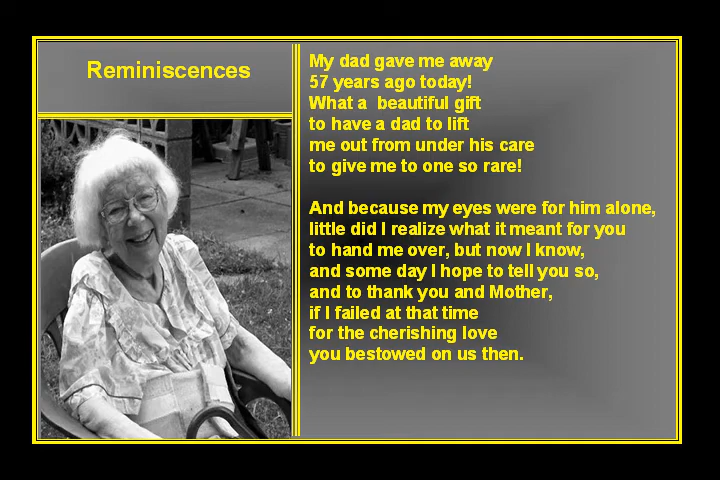 Reminiscences
My dad gave me away
57 years ago today!
What a  beautiful gift
to have a dad to lift
me out from under his care
to give me to one so rare!
And because my eyes were for him alone,
little did I realize what it meant for you
to hand me over, but now I know,
and some day I hope to tell you so,
and to thank you and Mother,
if I failed at that time
for the cherishing love
you bestowed on us then.